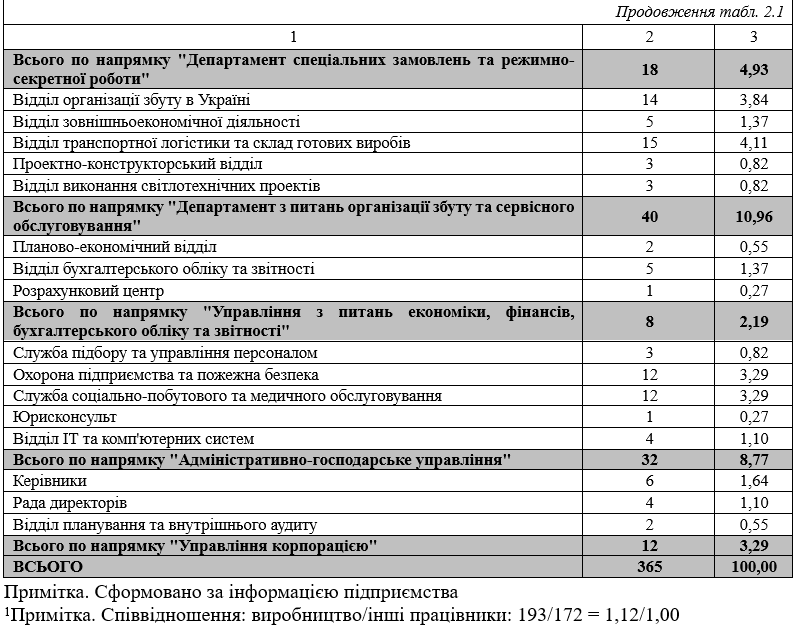 Продовження табл. 2.1
1 2 3
Всього по напрямку "Департамент спеціальних замовлень та режимно-
секретної роботи" 18 4,93
Відділ організації збуту в Україні 14 3,84
Відділ зовнішньоекономічної діяльності 5 1,37
Відділ транспортної логістики та склад готових виробів 15 4,11
Проектно-конструкторський відділ 3 0,82
Відділ виконання світлотехнічних проектів 3 0,82
Всього по напрямку "Департамент з питань організації збуту та сервісного
обслуговування" 40 10,96
Планово-економічний відділ 2 0,55
Відділ бухгалтерського обліку та звітності 5 1,37
Розрахунковий центр 1 0,27
Всього по напрямку "Управління з питань економіки, фінансів,
бухгалтерського обліку та звітності" 8 2,19
Служба підбору та управління персоналом 3 0,82
Охорона підприємства та пожежна безпека 12 3,29
Служба соціально-побутового та медичного обслуговування 12 3,29
Юрисконсульт 1 0,27
Відділ ІТ та комп'ютерних систем 4 1,10
Всього по напрямку "Адміністративно-господарське управління" 32 8,77
Керівники 6 1,64
Рада директорів 4 1,10
Відділ планування та внутрішнього аудиту 2 0,55
Всього по напрямку "Управління корпорацією" 12 3,29
ВСЬОГО 365 100,00
Примітка. Сформовано за інформацією підприємства
¹Примітка. Співвідношення: виробництво/інші працівники: 193/172 = 1,12/1,00